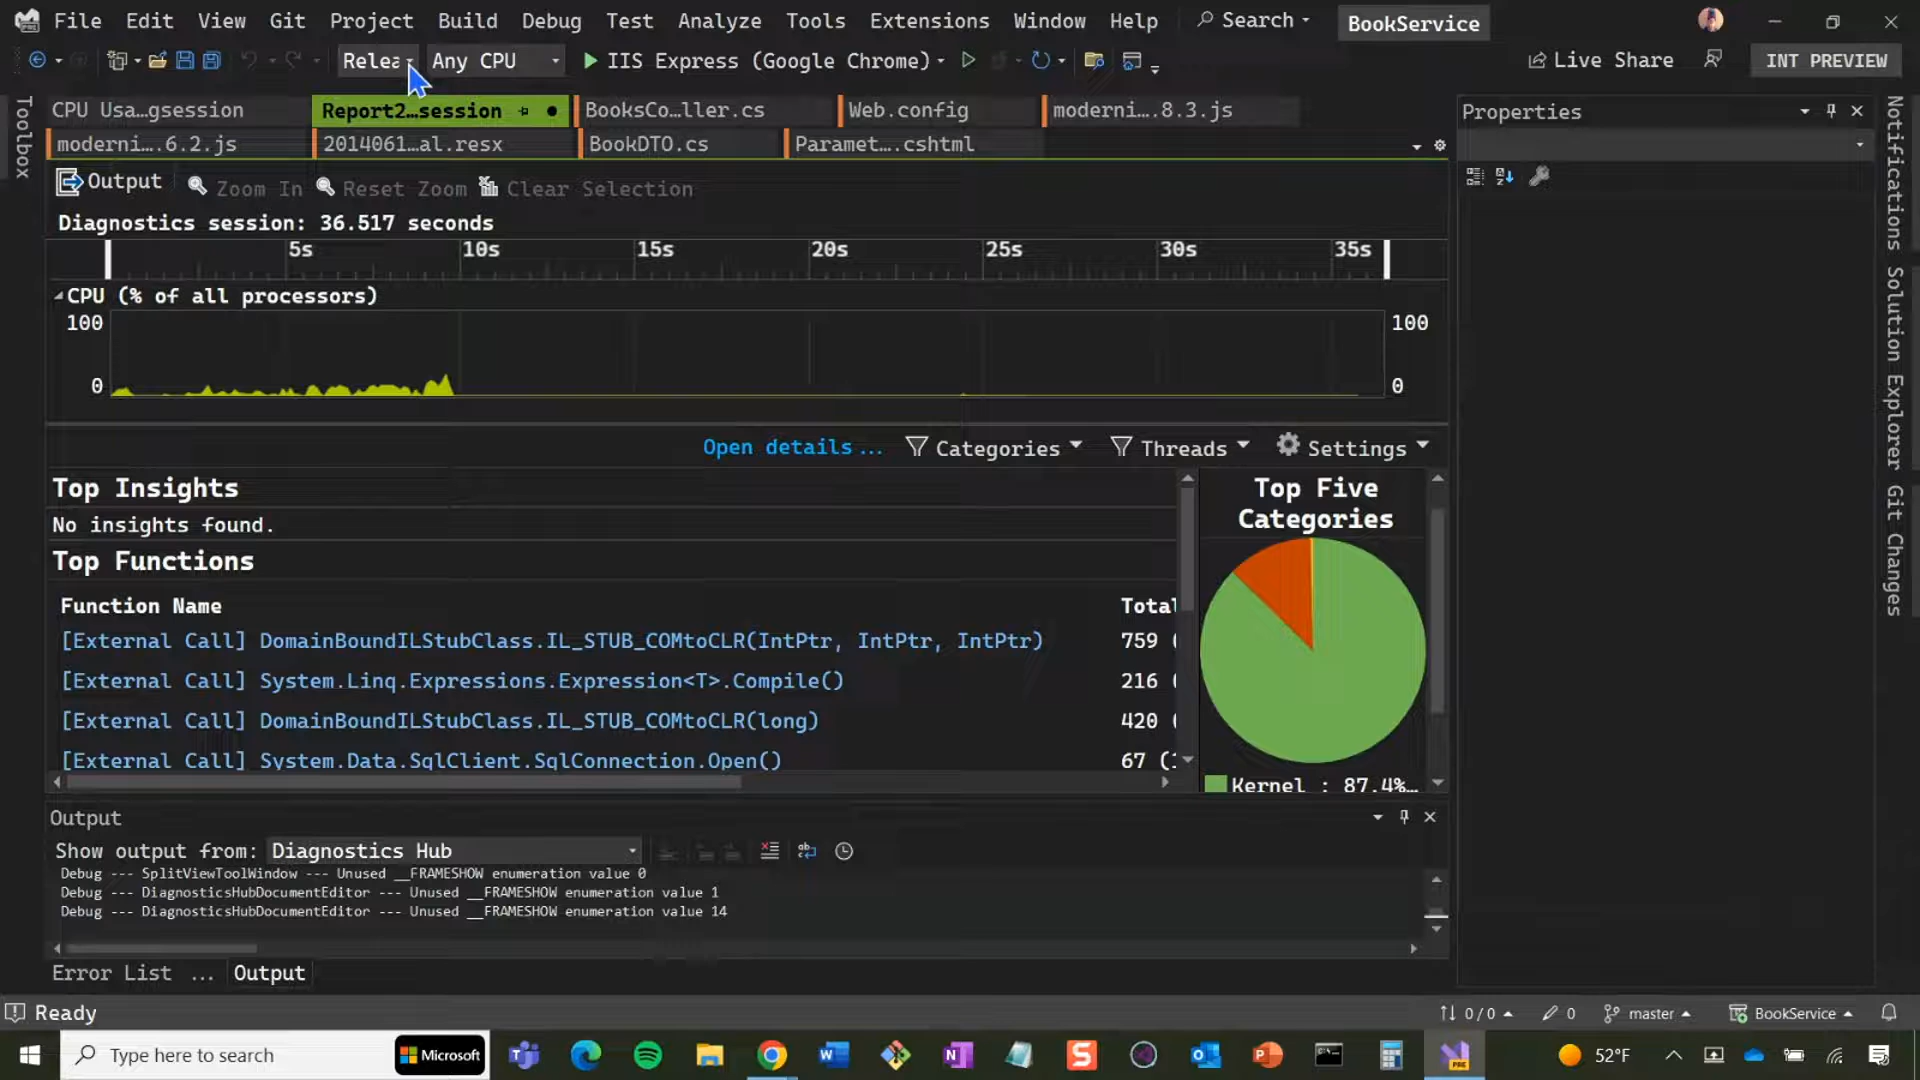 File Edit View Git Project Build Debug Test Analyze Tools Extensions Window Help Search BookService
Relea Any CPU IIS Express (Google Chrome) Live Share INT PREVIEW
CPU Usa…gsession Report2…session BooksCo…ller.cs Web.config moderni….8.3.js
moderni….6.2.js 2014061…al.resx BookDTO.cs Paramet….cshtml
Toolbox
Output Zoom In Reset Zoom Clear Selection
Diagnostics session: 36.517 seconds
5s 10s 15s 20s 25s 30s 35s
CPU (% of all processors)
100 100
0 0
Open details ... Categories Threads Settings
Top Insights
No insights found.
Top Functions
Function Name Total
[External Call] DomainBoundILStubClass.IL_STUB_COMtoCLR(IntPtr, IntPtr, IntPtr) 759 (
[External Call] System.Linq.Expressions.Expression<T>.Compile() 216 (
[External Call] DomainBoundILStubClass.IL_STUB_COMtoCLR(long) 420 (
[External Call] System.Data.SqlClient.SqlConnection.Open() 67 (1
Top Five
Categories
Kernel : 87.4%…
Properties
Notifications
Solution Explorer
Git Changes
Output
Show output from: Diagnostics Hub
Debug --- SplitViewToolWindow --- Unused __FRAMESHOW enumeration value 0
Debug --- DiagnosticsHubDocumentEditor --- Unused __FRAMESHOW enumeration value 1
Debug --- DiagnosticsHubDocumentEditor --- Unused __FRAMESHOW enumeration value 14
Error List ... Output
Ready 0/0 0 master BookService
Type here to search Microsoft 52°F